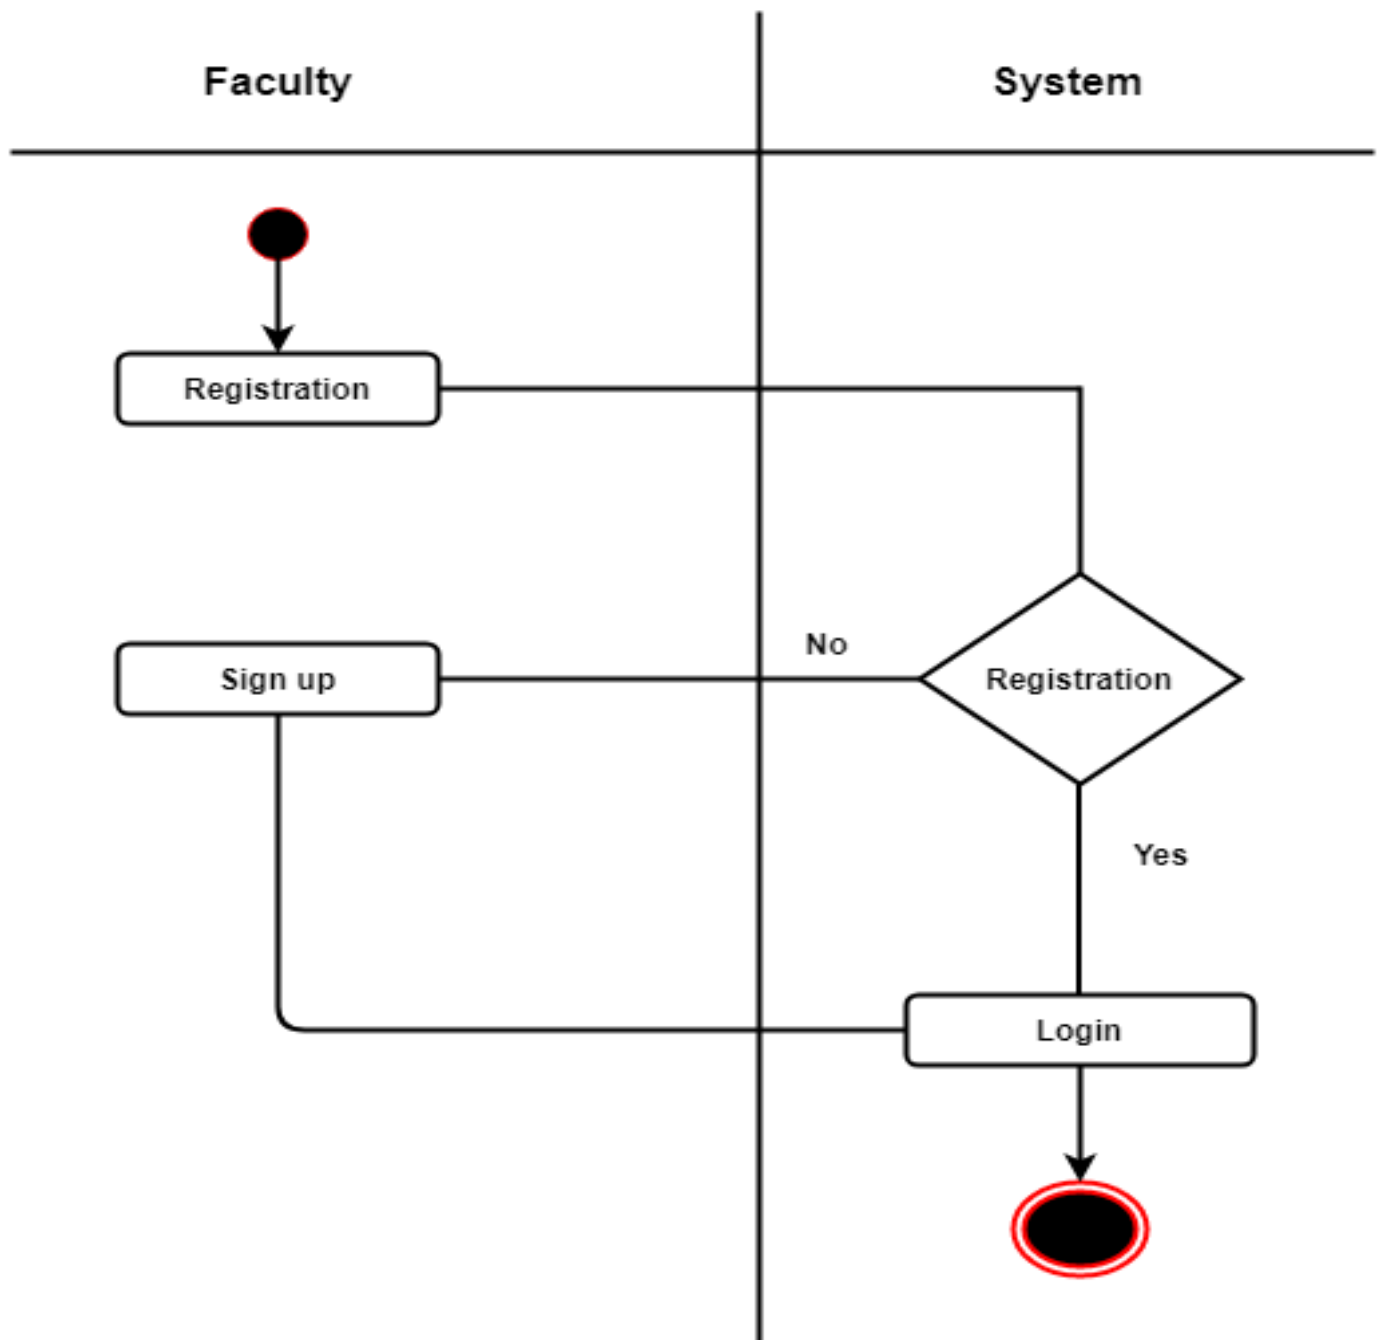 Faculty
System
Registration
No
Sign up
Registration
Yes
Login